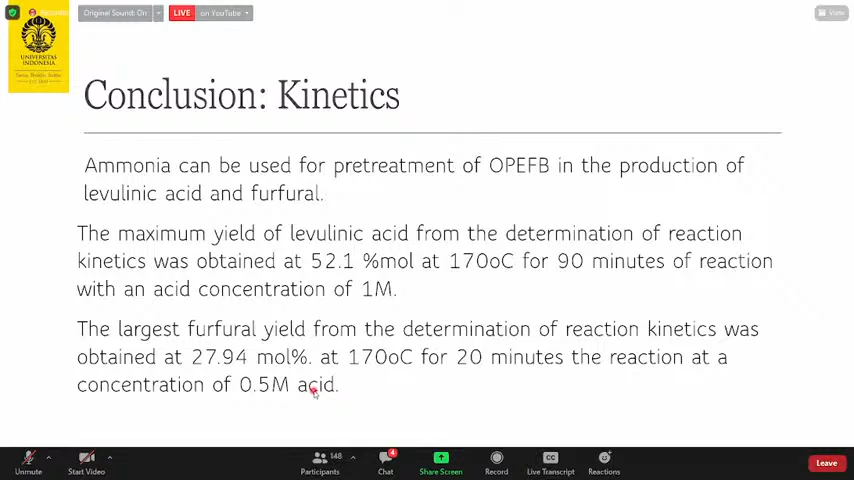 Recording
Original Sound: On
LIVE
on YouTube
View
UNIVERSITAS
INDONESIA
Conclusion: Kinetics
Ammonia can be used for pretreatment of OPEFB in the production of
levulinic acid and furfural.
The maximum yield of levulinic acid from the determination of reaction
kinetics was obtained at 52.1 %mol at 170oC for 90 minutes of reaction
with an acid concentration of 1M.
The largest furfural yield from the determination of reaction kinetics was
obtained at 27.94 mol%. at 170oC for 20 minutes the reaction at a
concentration of 0.5M acid.
148
4
Unmute
Start Video
Participants
Chat
Share Screen
Record
CC
Live Transcript
Reactions
Leave